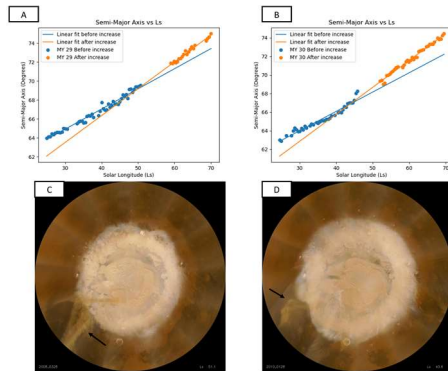 A
Semi-Major Axis vs Ls
Linear fit before increase
Linear fit after increase
MY 29 Before increase
MY 29 After increase
Semi-Major Axis (Degrees)
74
72
70
68
66
64
62
30
40
50
60
70
Solar Longitude (Ls)
B
Semi-Major Axis vs Ls
Linear fit before increase
Linear fit after increase
MY 30 Before increase
MY 30 After increase
Semi-Major Axis (Degrees)
74
72
70
68
66
64
62
30
40
50
60
70
Solar Longitude (Ls)
C
D